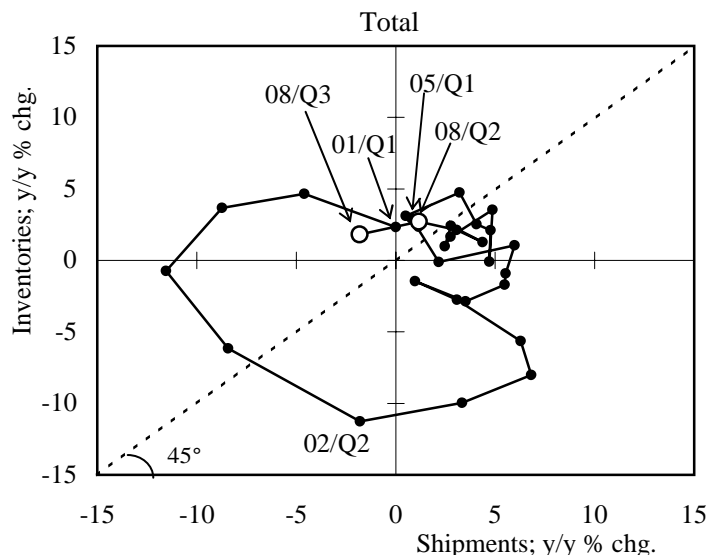 Total
15
10
5
0
-5
-10
-15
Inventories; y/y % chg.
08/Q3
05/Q1
01/Q1
08/Q2
02/Q2
45°
-15
-10
-5
0
5
10
15
Shipments; y/y % chg.